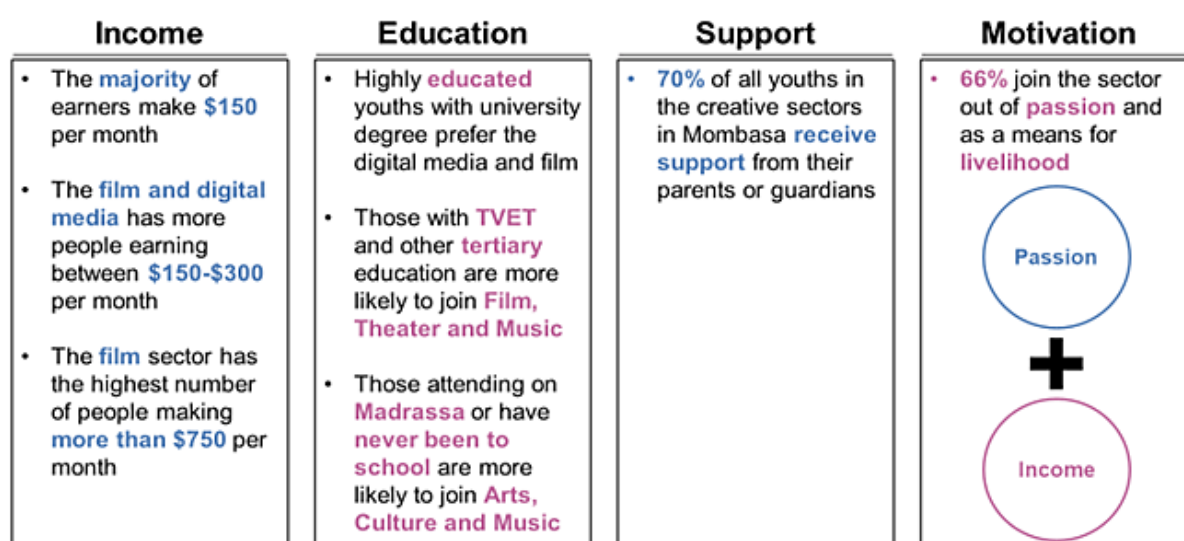 Income
• The majority of
earners make $150
per month
• The film and digital
media has more
people earning
between $150-$300
per month
• The film sector has
the highest number
of people making
more than $750 per
month
Education
• Highly educated
youths with university
degree prefer the
digital media and film
• Those with TVET
and other tertiary
education are more
likely to join Film,
Theater and Music
• Those attending on
Madrassa or have
never been to
school are more
likely to join Arts,
Culture and Music
Support
• 70% of all youths in
the creative sectors
in Mombasa receive
support from their
parents or guardians
Motivation
• 66% join the sector
out of passion and
as a means for
livelihood
Passion
+
Income